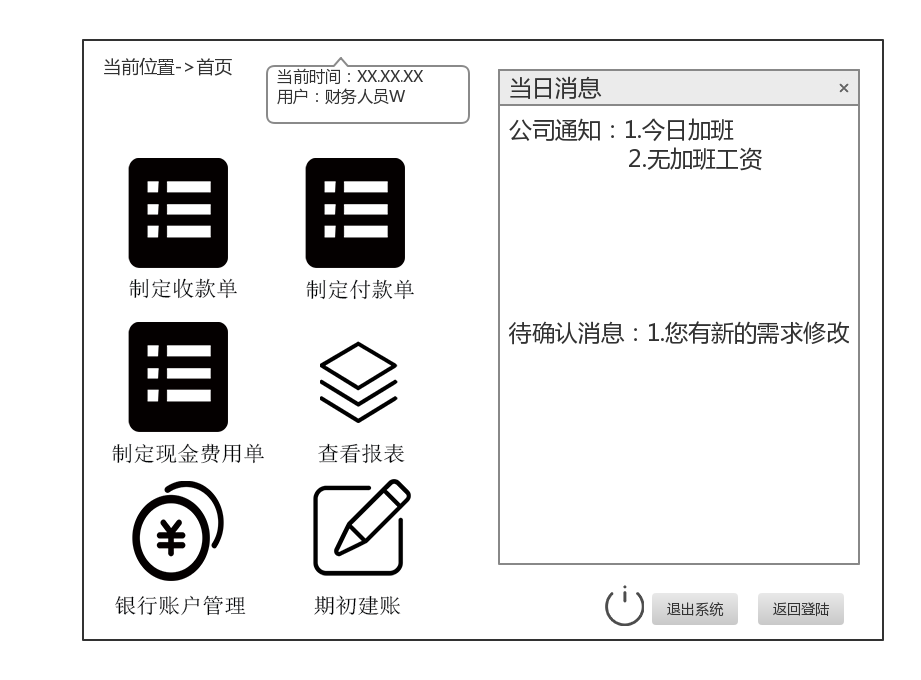 当前位置->首页
当前时间：XX.XX.XX
用户：财务人员W
当日消息 ×
公司通知：1.今日加班
2.无加班工资
待确认消息：1.您有新的需求修改
制定收款单
制定付款单
制定现金费用单
查看报表
¥
银行账户管理
期初建账
退出系统
返回登陆